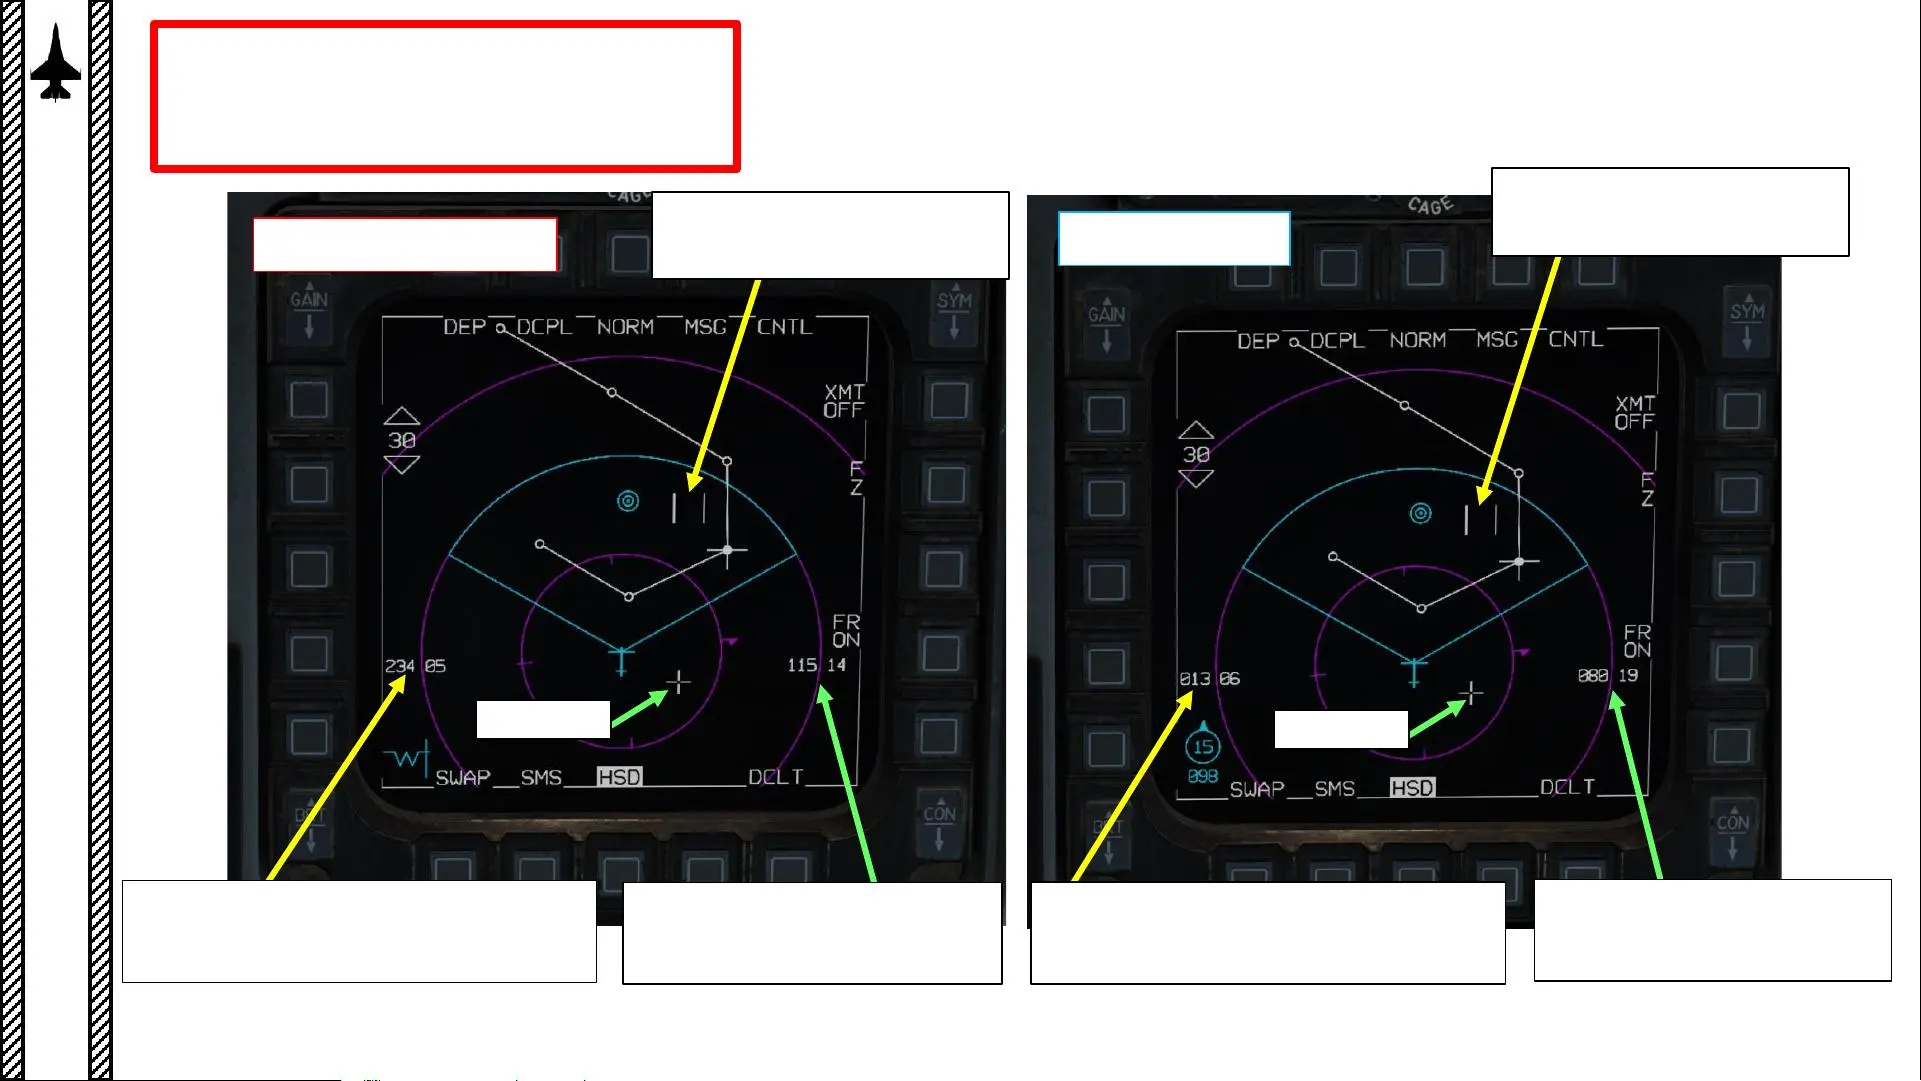 CAGE
GAIN
SYM
DEP DCPL NORM MSG CNTL
XMT
OFF
30
F
Z
FR
ON
234 05
115 14
SWAP SMS HSD DCLT
CON
CAGE
GAIN
SYM
DEP DCPL NORM MSG CNTL
XMT
OFF
30
F
Z
FR
ON
013 06
080 19
15
098
SWAP SMS HSD DCLT
BRT
CON